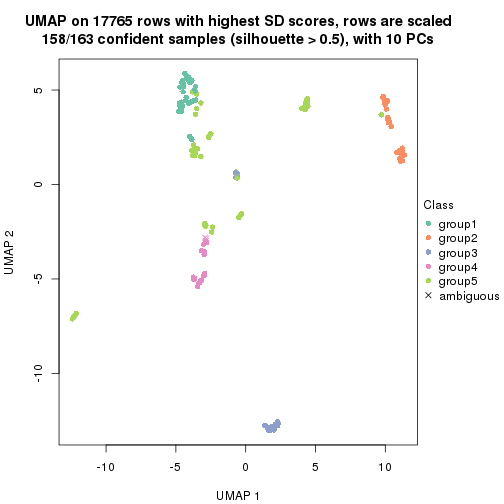 UMAP on 17765 rows with highest SD scores, rows are scaled
158/163 confident samples (silhouette > 0.5), with 10 PCs
5
0
-5
-10
UMAP 2
-10
-5
0
5
10
UMAP 1
Class
group1
group2
group3
group4
group5
ambiguous